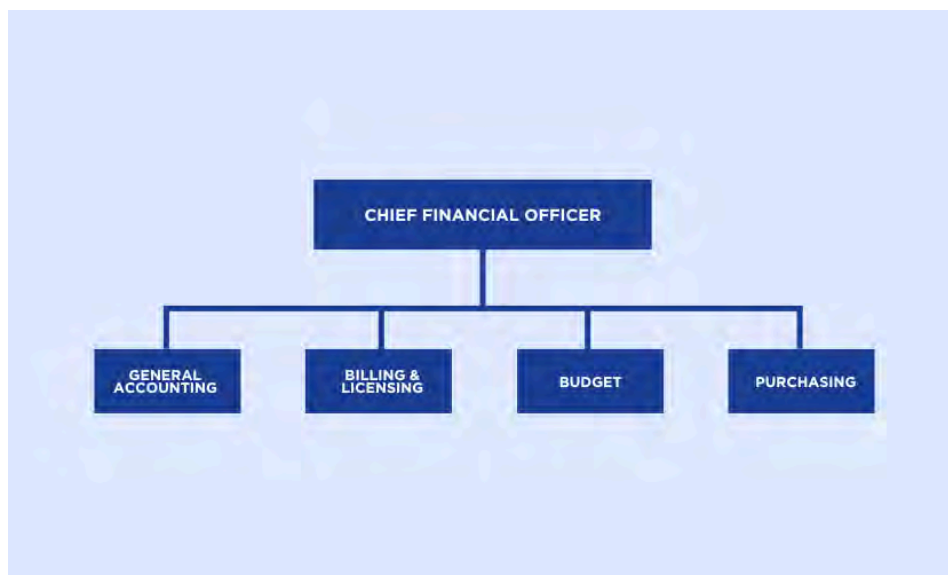 CHIEF FINANCIAL OFFICER
GENERAL
ACCOUNTING
BILLING &
LICENSING
BUDGET
PURCHASING